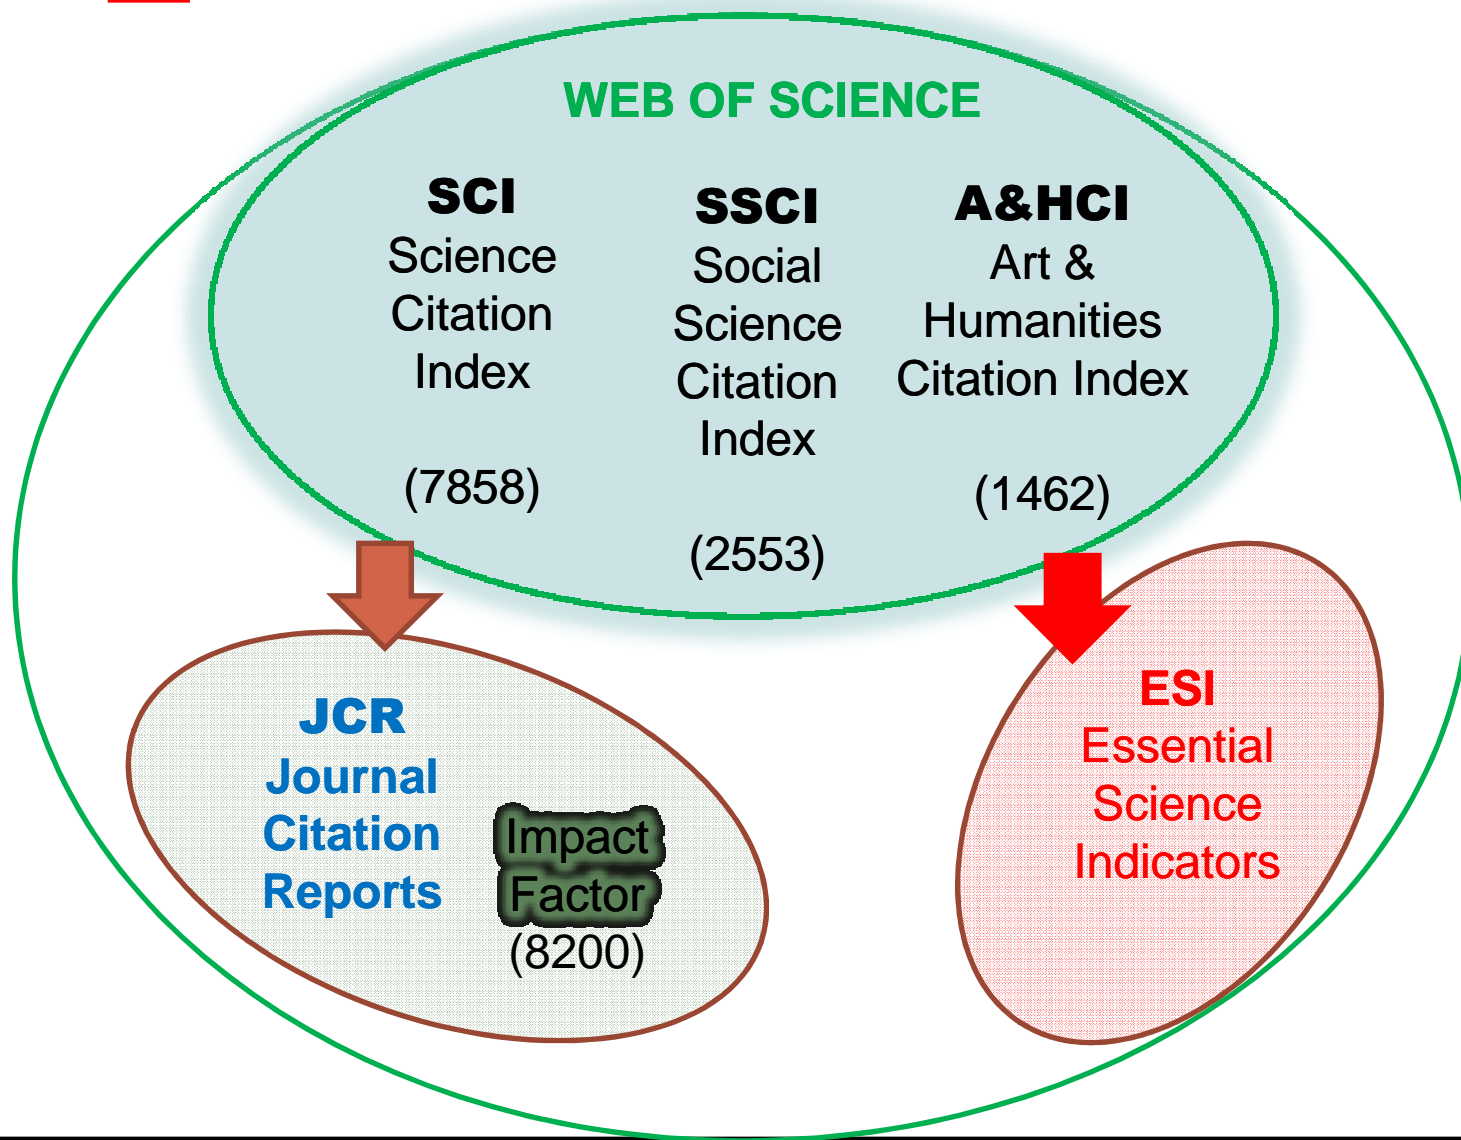 WEB OF SCIENCE
SCI
Science
Citation
Index
(7858)
SSCI
Social
Science
Citation
Index
(2553)
A&HCI
Art &
Humanities
Citation Index
(1462)
JCR
Journal
Citation
Reports
Impact
Factor
(8200)
ESI
Essential
Science
Indicators